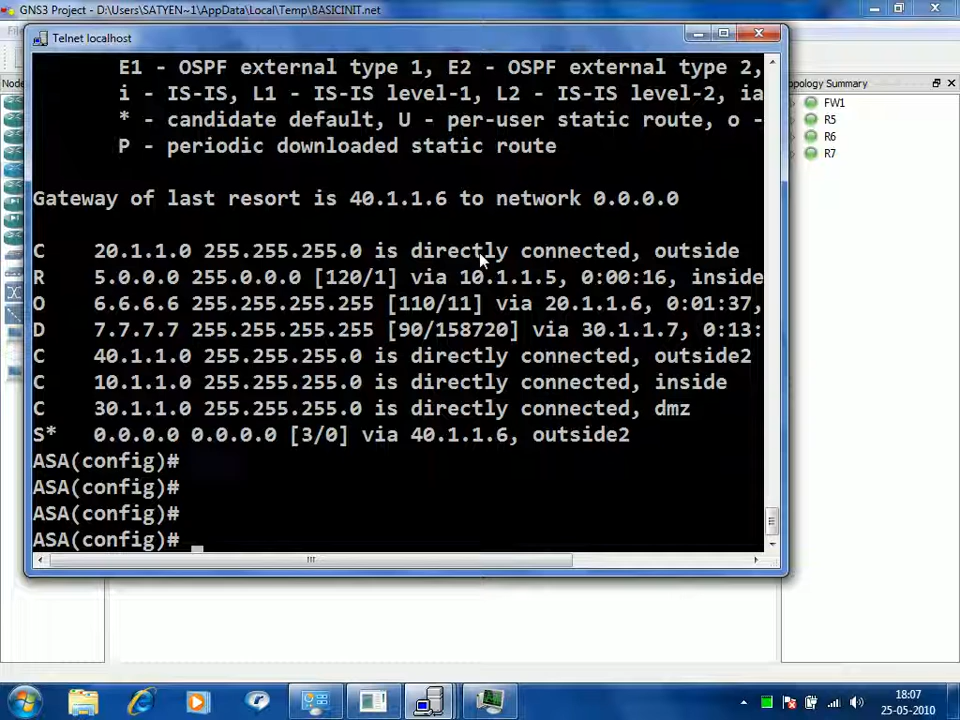 GNS3 Project - D:\Users\SATYEN~1\AppData\Local\Temp\BASICINIT.net
Telnet localhost
E1 - OSPF external type 1, E2 - OSPF external type 2,
i - IS-IS, L1 - IS-IS level-1, L2 - IS-IS level-2, ia
* - candidate default, U - per-user static route, o -
P - periodic downloaded static route
Gateway of last resort is 40.1.1.6 to network 0.0.0.0
C 20.1.1.0 255.255.255.0 is directly connected, outside
R 5.0.0.0 255.0.0.0 [120/1] via 10.1.1.5, 0:00:16, inside
O 6.6.6.6 255.255.255.255 [110/11] via 20.1.1.6, 0:01:37,
D 7.7.7.7 255.255.255.255 [90/158720] via 30.1.1.7, 0:13:
C 40.1.1.0 255.255.255.0 is directly connected, outside2
C 10.1.1.0 255.255.255.0 is directly connected, inside
C 30.1.1.0 255.255.255.0 is directly connected, dmz
S* 0.0.0.0 0.0.0.0 [3/0] via 40.1.1.6, outside2
ASA(config)#
ASA(config)#
ASA(config)#
ASA(config)#
Node
opology Summary
FW1
R5
R6
R7
18:07
25-05-2010